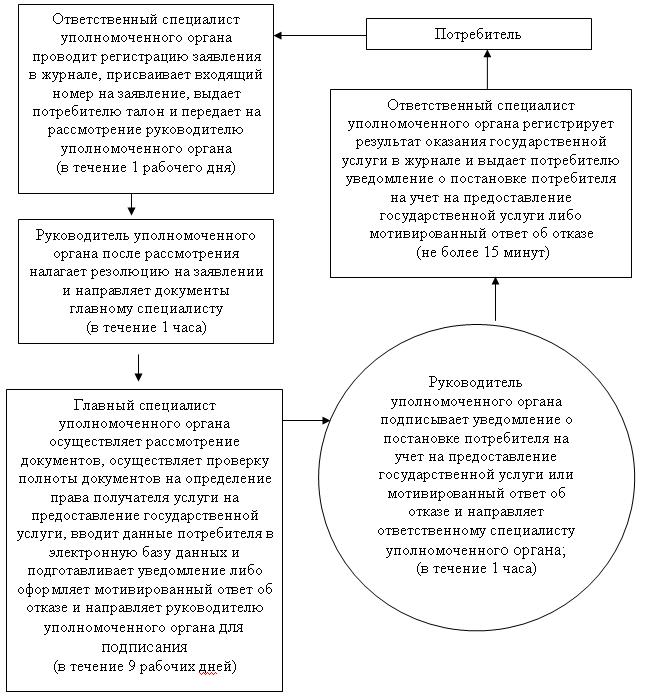 Потребитель
Ответственный специалист
уполномоченного органа
проводит регистрацию заявления
в журнале, присваивает входящий
номер на заявление, выдает
потребителю талон и передает на
рассмотрение руководителю
уполномоченного органа
(в течение 1 рабочего дня)
Руководитель уполномоченного
органа после рассмотрения
налагает резолюцию на заявлении
и направляет документы
главному специалисту
(в течение 1 часа)
Главный специалист
уполномоченного органа
осуществляет рассмотрение
документов, осуществляет проверку
полноты документов на определение
права получателя услуги на
предоставление государственной
услуги, вводит данные потребителя в
электронную базу данных и
подготавливает уведомление либо
оформляет мотивированный ответ об
отказе и направляет руководителю
уполномоченного органа для
подписания
(в течение 9 рабочих дней)
Руководитель
уполномоченного органа
подписывает уведомление о
постановке потребителя на
учет на предоставление
государственной услуги или
мотивированный ответ об
отказе и направляет
ответственному специалисту
уполномоченного органа;
(в течение 1 часа)
Ответственный специалист
уполномоченного органа регистрирует
результат оказания государственной
услуги в журнале и выдает потребителю
уведомление о постановке потребителя
на учет на предоставление
государственной услуги либо
мотивированный ответ об отказе
(не более 15 минут)